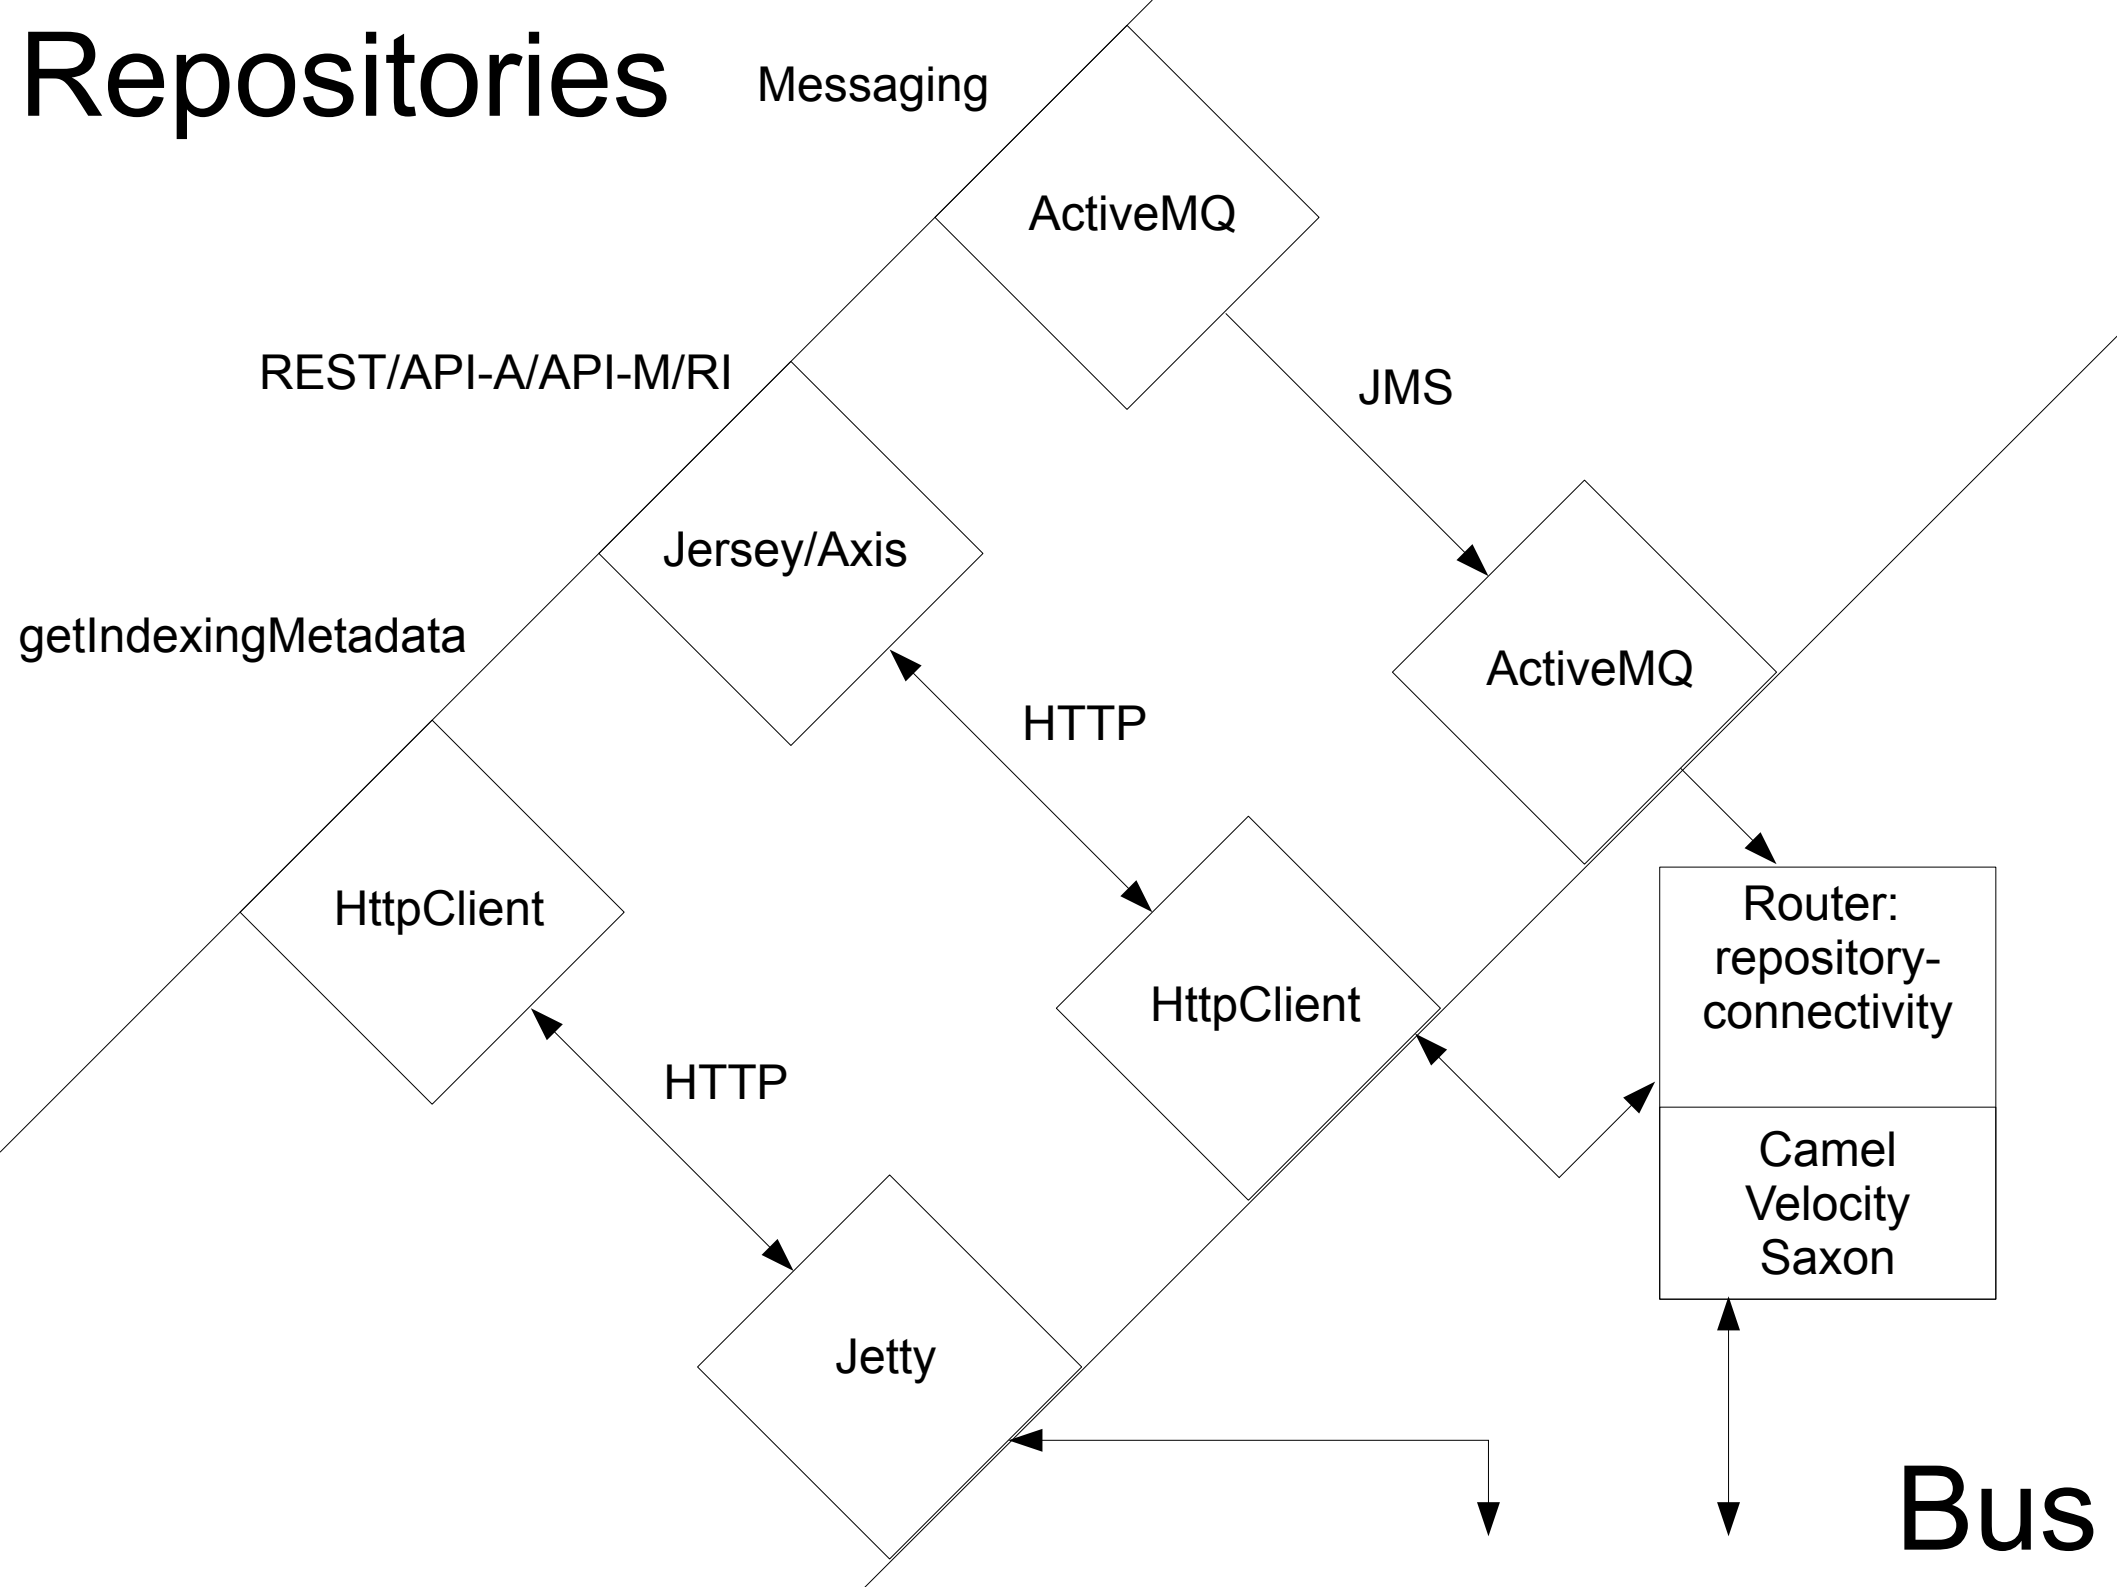 Repositories
Messaging
ActiveMQ
REST/API-A/API-M/RI
JMS
Jersey/Axis
getIndexingMetadata
ActiveMQ
HTTP
HttpClient
Router:
repository-
connectivity
HttpClient
HTTP
Camel
Velocity
Saxon
Jetty
Bus